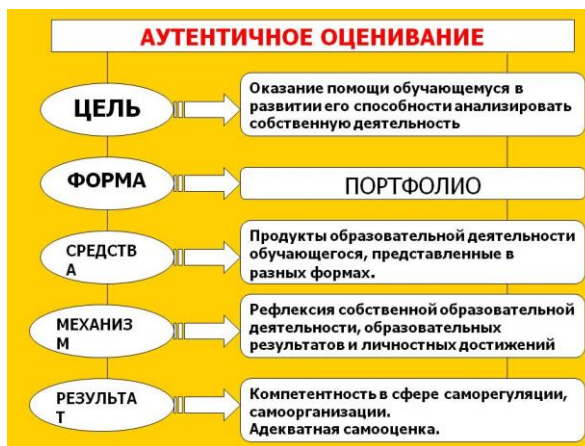 АУТЕНТИЧНОЕ ОЦЕНИВАНИЕ
ЦЕЛЬ
Оказание помощи обучающемуся в
развитии его способности анализировать
собственную деятельность
ФОРМА
ПОРТФОЛИО
СРЕДСТВ
А
Продукты образовательной деятельности
обучающегося, представленные в
разных формах.
МЕХАНИЗ
М
Рефлексия собственной образовательной
деятельности, образовательных
результатов и личностных достижений
РЕЗУЛЬТА
Т
Компетентность в сфере саморегуляции,
самоорганизации.
Адекватная самооценка.